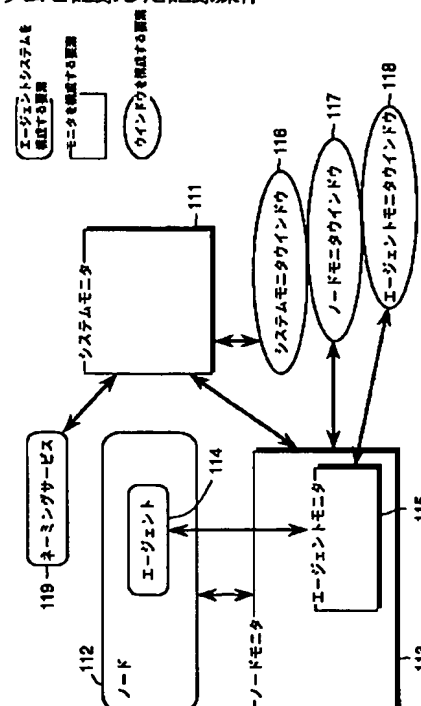 エージェントシステムを
構成する要素
モニタを構成する要素
ウインドウを構成する要素
119
ネーミングサービス
システムモニタ
111
112
ノード
エージェント
114
システムモニタウインドウ
116
ノードモニタウインドウ
117
エージェントモニタウインドウ
118
ノードモニタ
エージェントモニタ
115
113